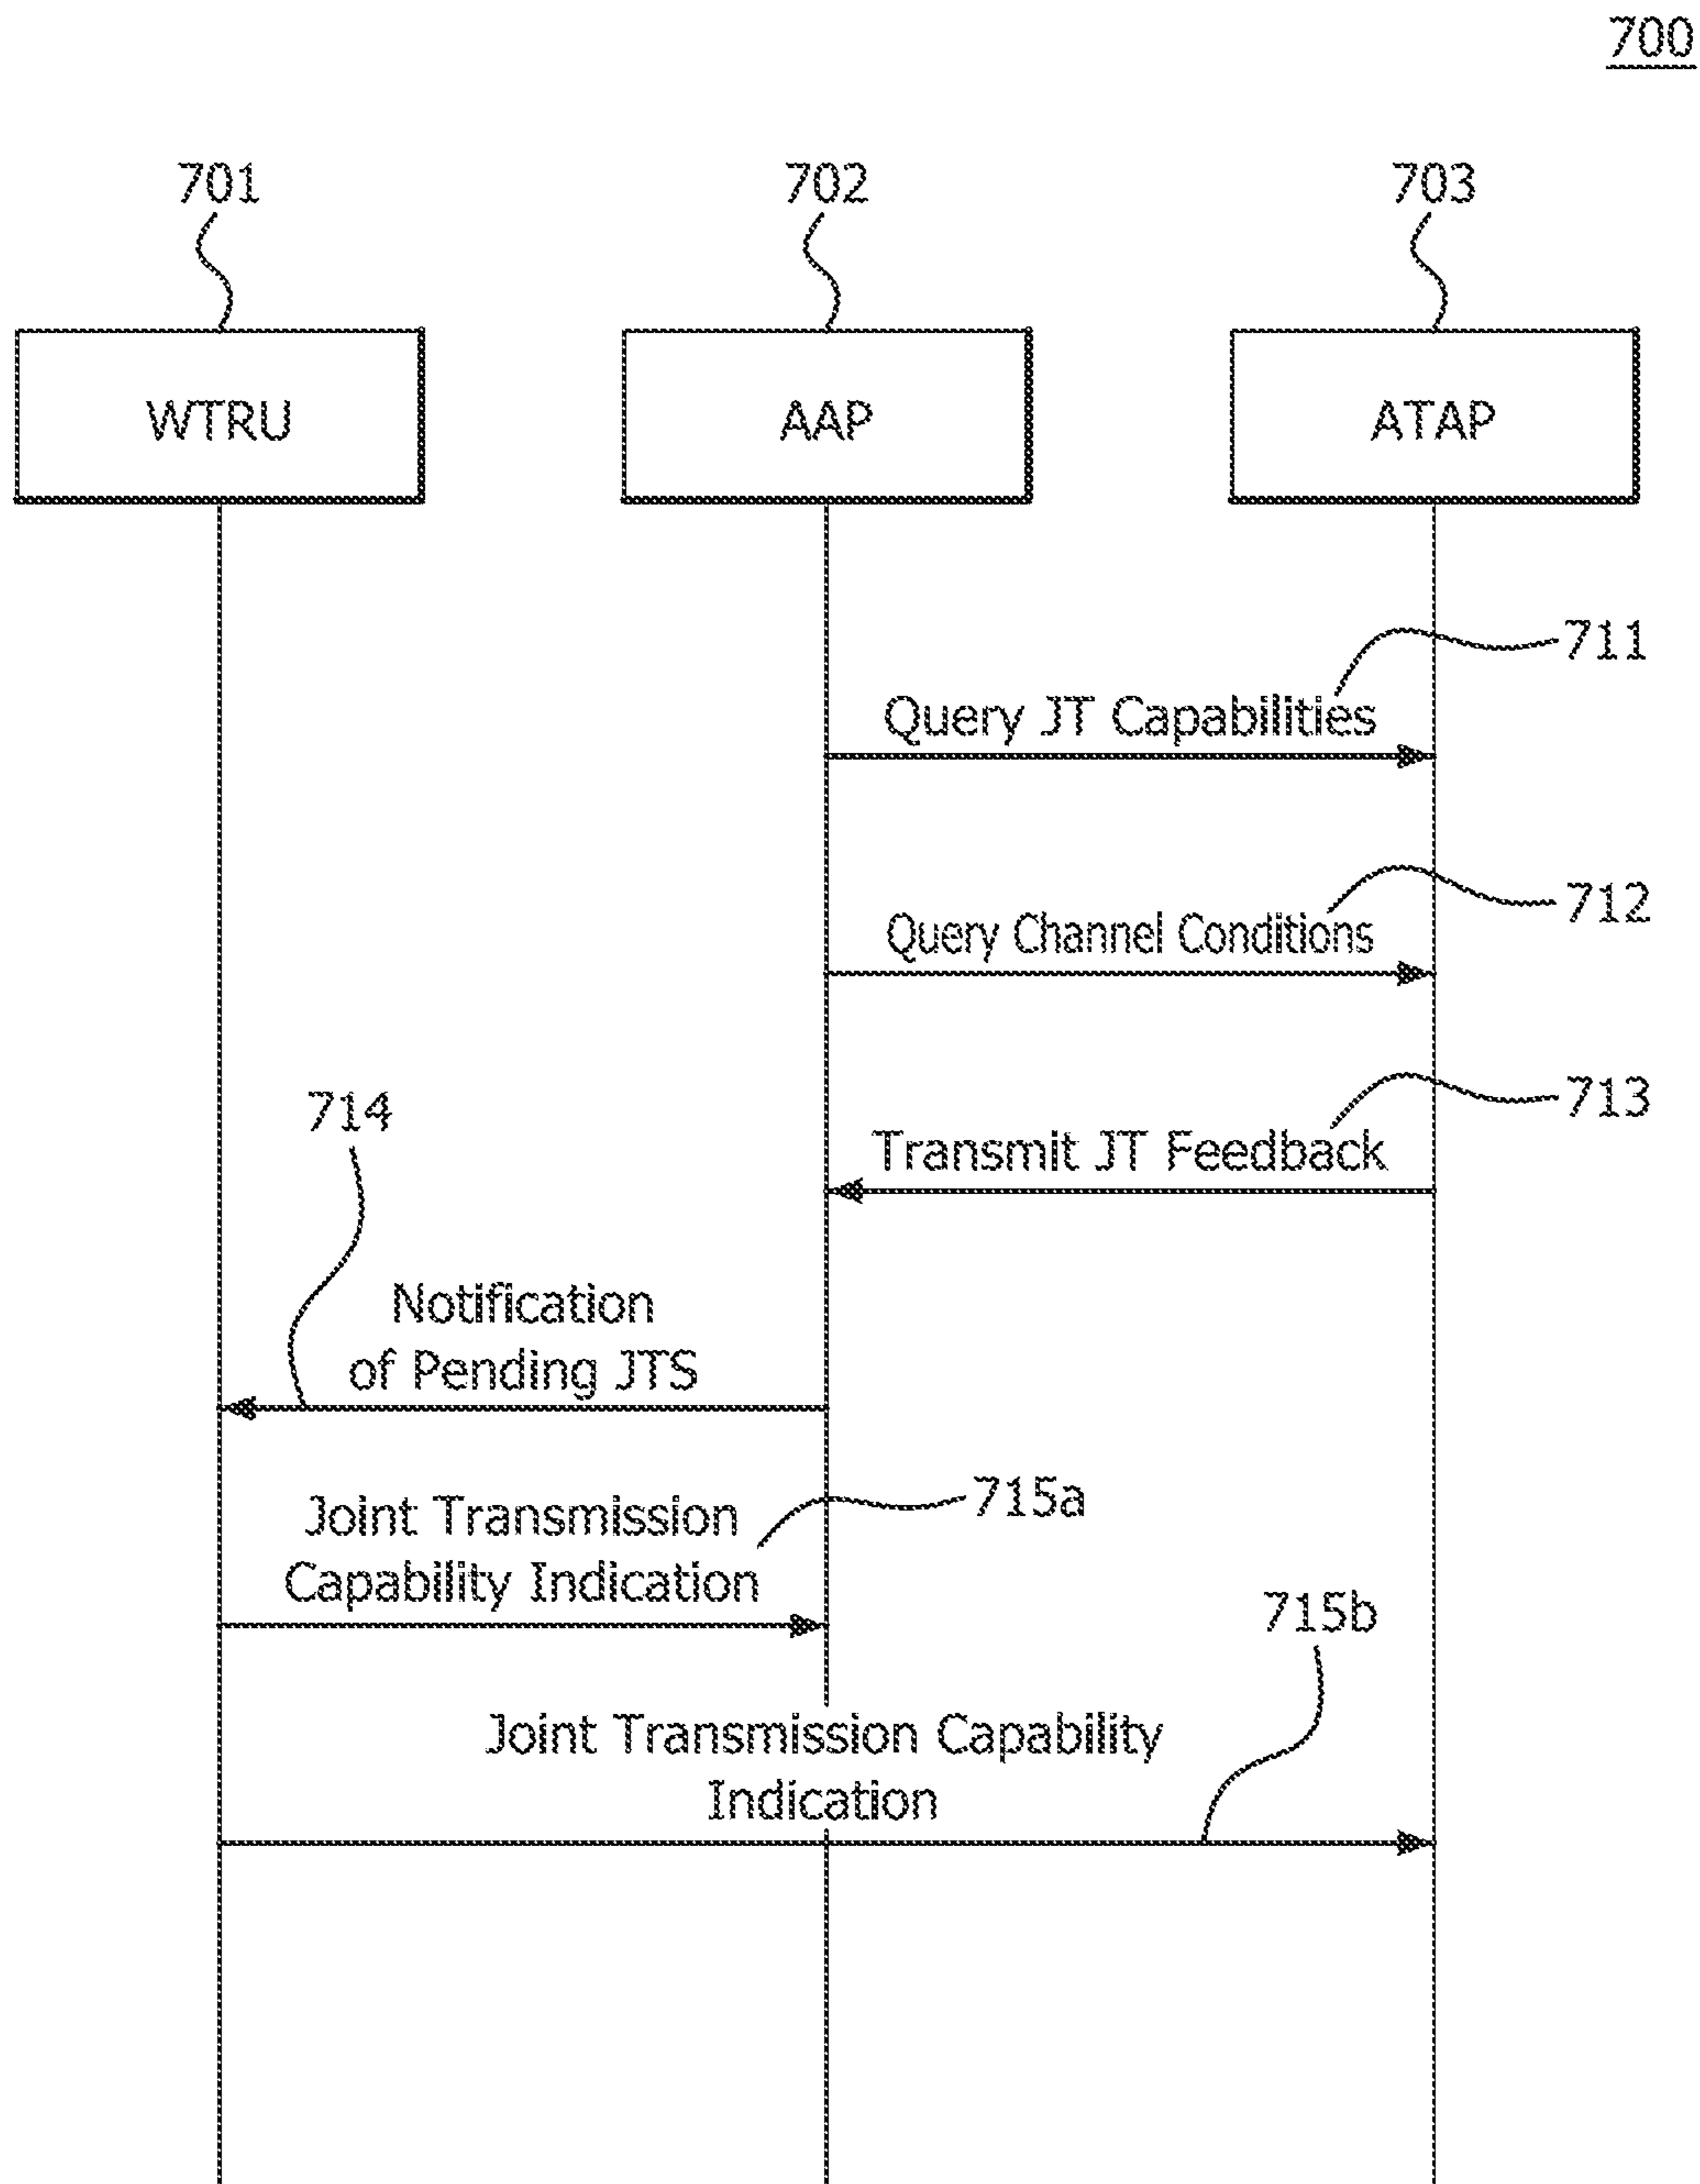 700
701
702
703
WTRU
AAP
ATAP
711
Query JT Capabilities
712
Query Channel Conditions
713
Transmit JT Feedback
714
Notification
of Pending JTS
715a
Joint Transmission
Capability Indication
715b
Joint Transmission Capability
Indication